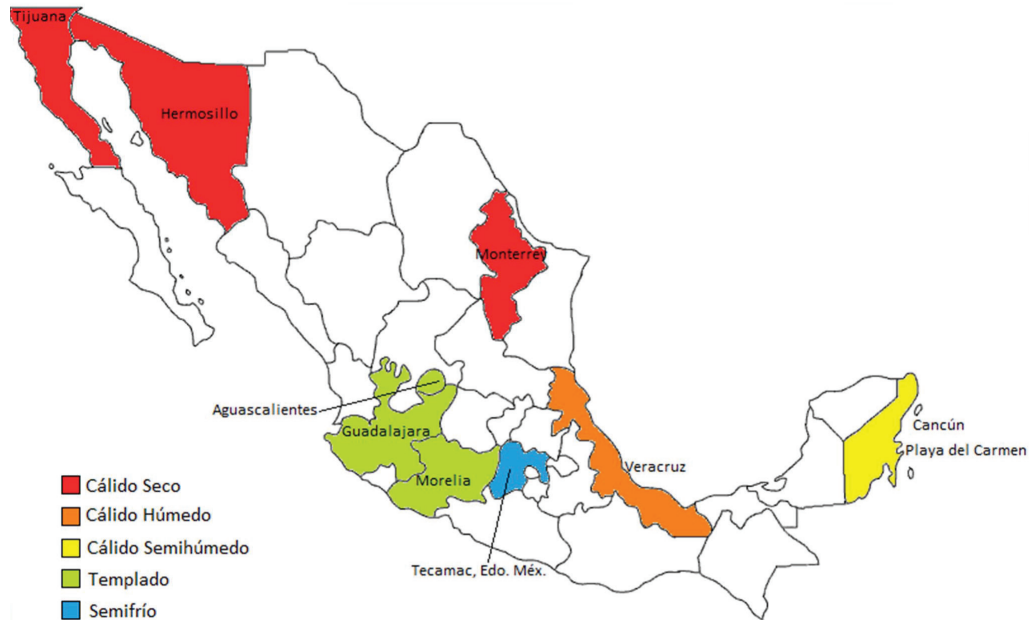 Tijuana
Hermosillo
Monterrey
Aguascalientes
Guadalajara
Cancún
Playa del Carmen
Veracruz
Morelia
Tecamac, Edo. Méx.
Cálido Seco
Cálido Húmedo
Cálido Semihúmedo
Templado
Semifrío